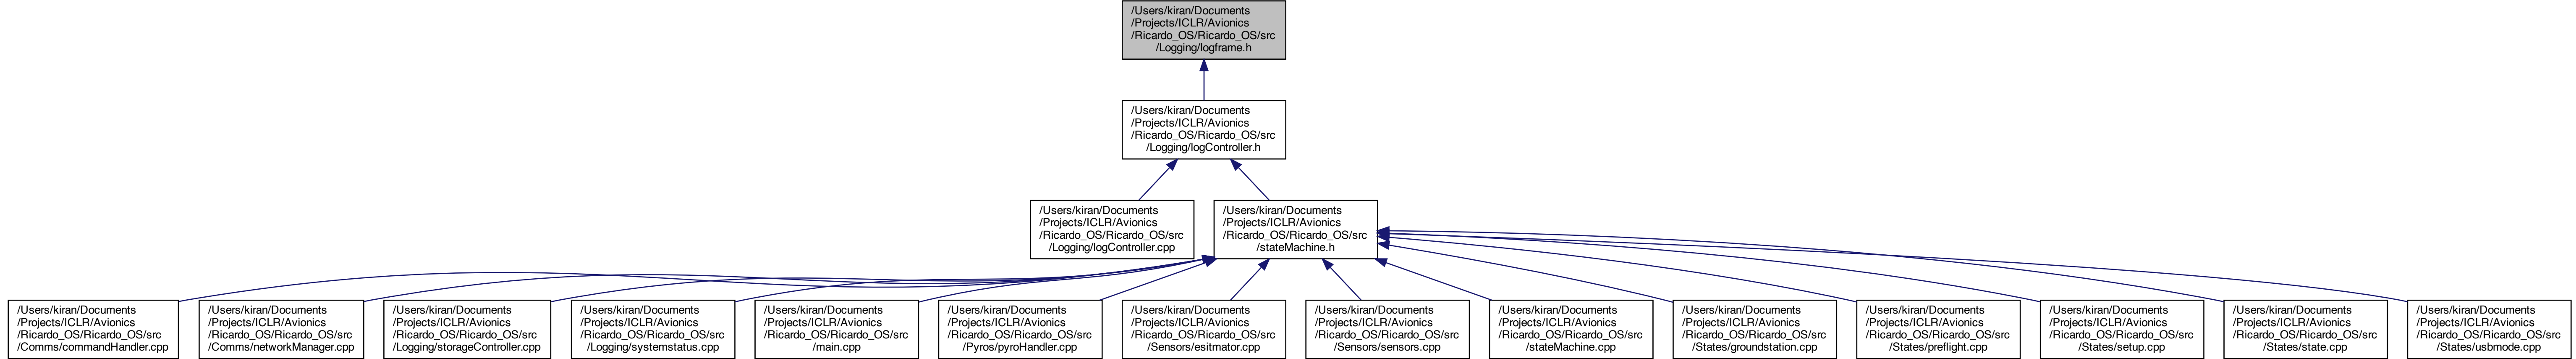 /Users/kiran/Documents
/Projects/ICLR/Avionics
/Ricardo_OS/Ricardo_OS/src
/Logging/logframe.h
/Users/kiran/Documents
/Projects/ICLR/Avionics
/Ricardo_OS/Ricardo_OS/src
/Logging/logController.h
/Users/kiran/Documents
/Projects/ICLR/Avionics
/Ricardo_OS/Ricardo_OS/src
/Logging/logController.cpp
/Users/kiran/Documents
/Projects/ICLR/Avionics
/Ricardo_OS/Ricardo_OS/src
/stateMachine.h
/Users/kiran/Documents
/Projects/ICLR/Avionics
/Ricardo_OS/Ricardo_OS/src
/Comms/commandHandler.cpp
/Users/kiran/Documents
/Projects/ICLR/Avionics
/Ricardo_OS/Ricardo_OS/src
/Comms/networkManager.cpp
/Users/kiran/Documents
/Projects/ICLR/Avionics
/Ricardo_OS/Ricardo_OS/src
/Logging/storageController.cpp
/Users/kiran/Documents
/Projects/ICLR/Avionics
/Ricardo_OS/Ricardo_OS/src
/Logging/systemstatus.cpp
/Users/kiran/Documents
/Projects/ICLR/Avionics
/Ricardo_OS/Ricardo_OS/src
/main.cpp
/Users/kiran/Documents
/Projects/ICLR/Avionics
/Ricardo_OS/Ricardo_OS/src
/Pyros/pyroHandler.cpp
/Users/kiran/Documents
/Projects/ICLR/Avionics
/Ricardo_OS/Ricardo_OS/src
/Sensors/esitmator.cpp
/Users/kiran/Documents
/Projects/ICLR/Avionics
/Ricardo_OS/Ricardo_OS/src
/Sensors/sensors.cpp
/Users/kiran/Documents
/Projects/ICLR/Avionics
/Ricardo_OS/Ricardo_OS/src
/stateMachine.cpp
/Users/kiran/Documents
/Projects/ICLR/Avionics
/Ricardo_OS/Ricardo_OS/src
/States/groundstation.cpp
/Users/kiran/Documents
/Projects/ICLR/Avionics
/Ricardo_OS/Ricardo_OS/src
/States/preflight.cpp
/Users/kiran/Documents
/Projects/ICLR/Avionics
/Ricardo_OS/Ricardo_OS/src
/States/setup.cpp
/Users/kiran/Documents
/Projects/ICLR/Avionics
/Ricardo_OS/Ricardo_OS/src
/States/state.cpp
/Users/kiran/Documents
/Projects/ICLR/Avionics
/Ricardo_OS/Ricardo_OS/src
/States/usbmode.cpp